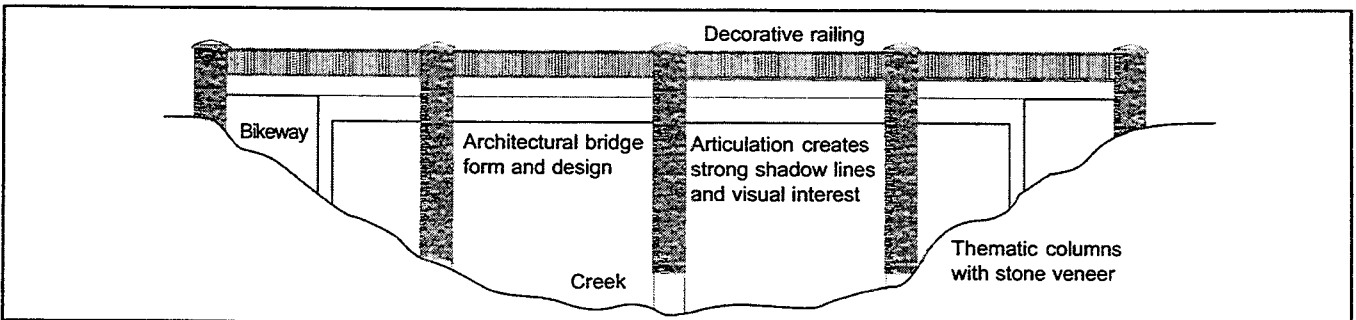 Decorative railing
Bikeway
Architectural bridge
form and design
Articulation creates
strong shadow lines
and visual interest
Thematic columns
with stone veneer
Creek